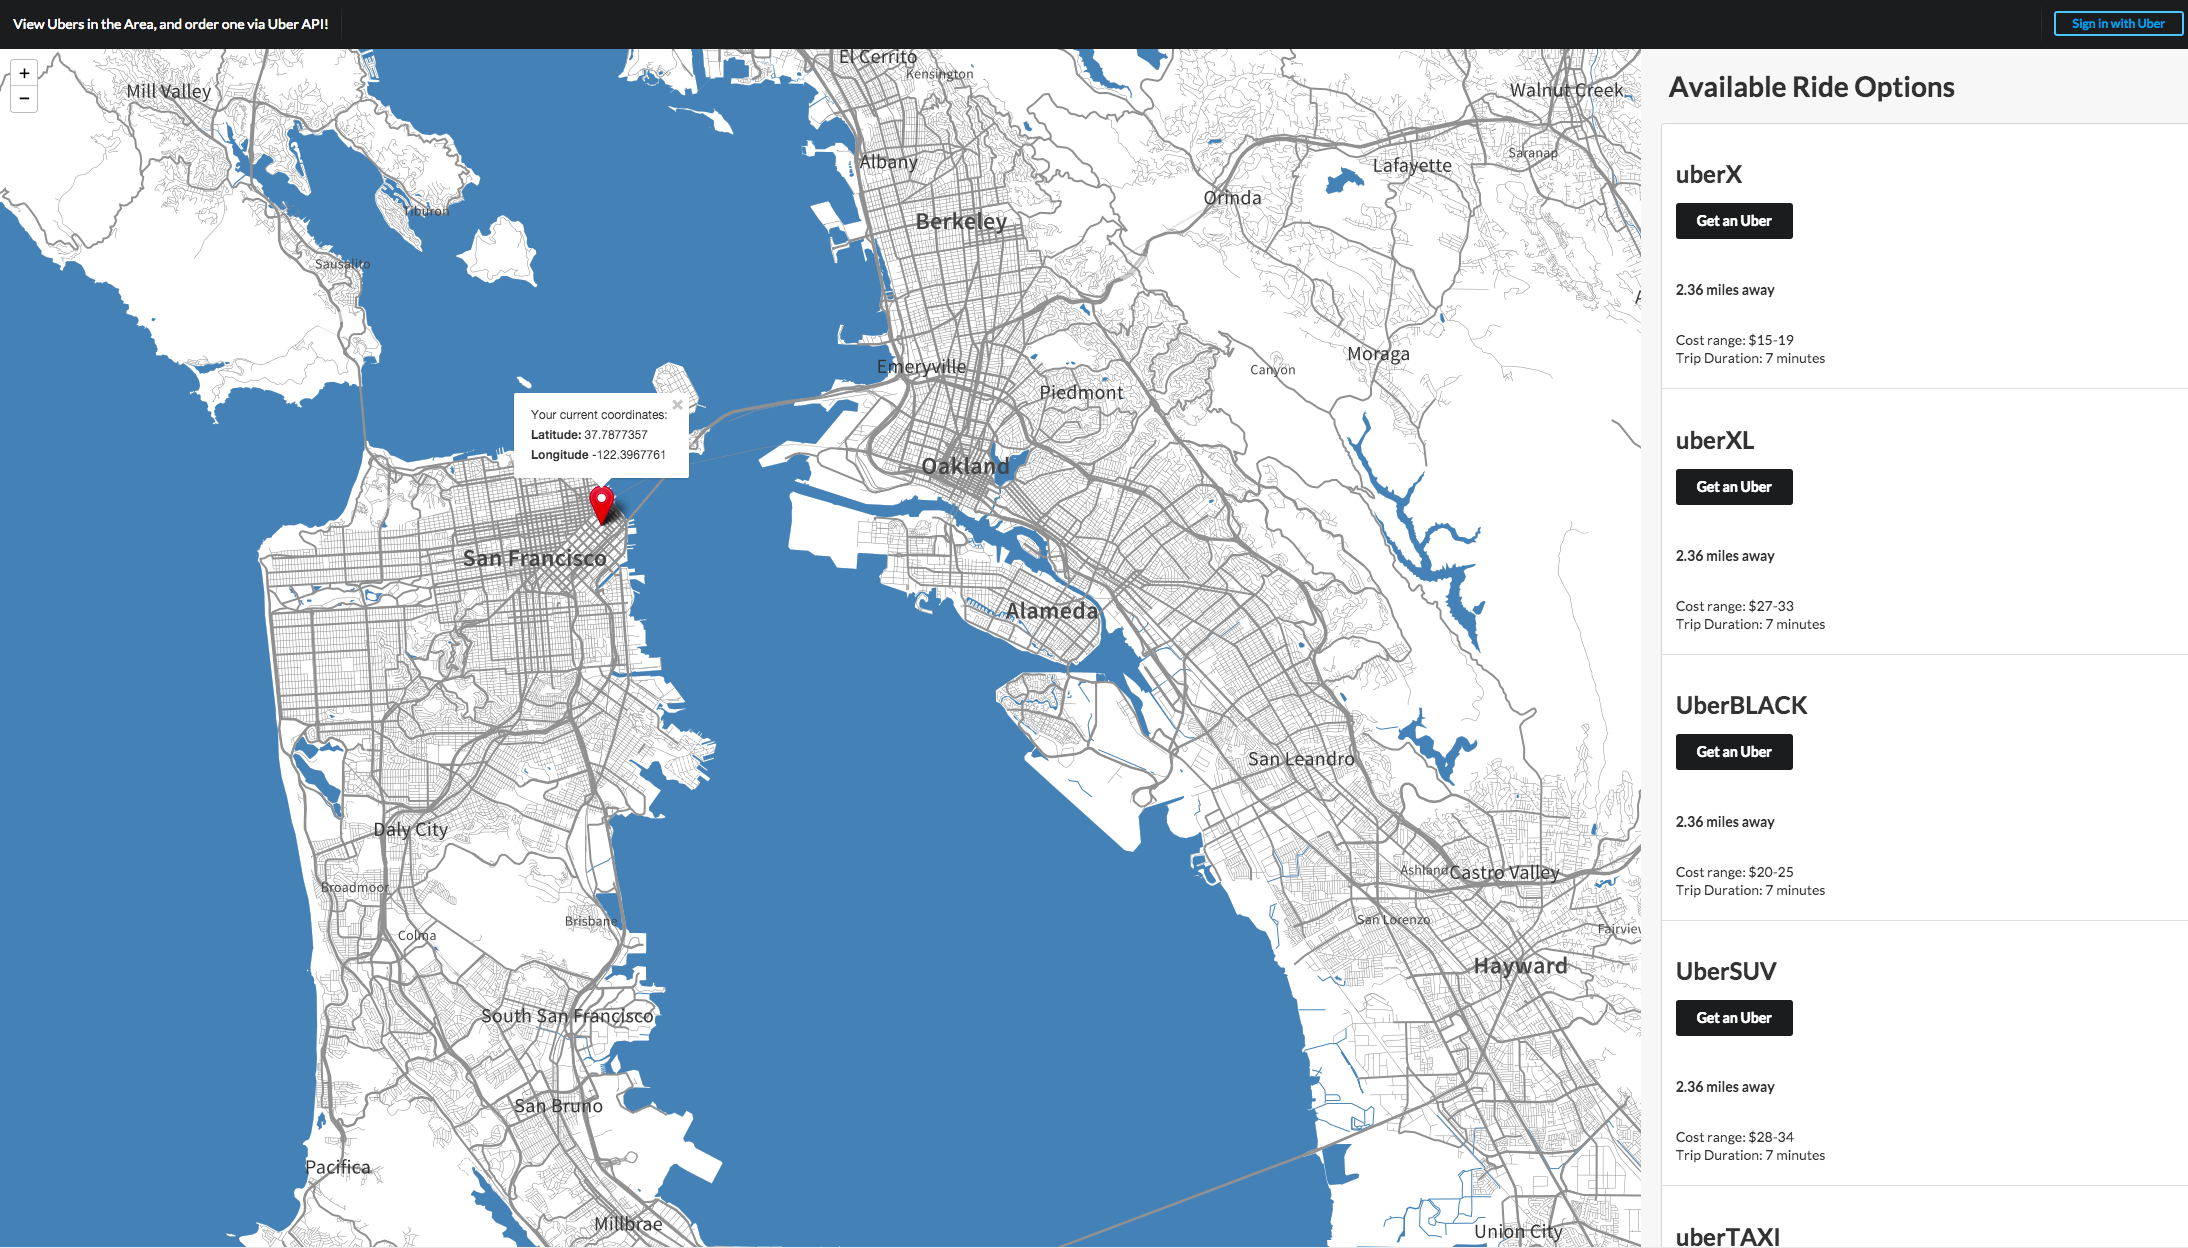 View Ubers in the Area, and order one via Uber API!
Sign in with Uber
+
−
Mill Valley
Tiburon
Sausalito
El Cerrito
Kensington
Albany
Berkeley
Walnut Creek
Saranap
Lafayette
Orinda
Moraga
Canyon
Emeryville
Piedmont
Your current coordinates:
×
Latitude: 37.7877357
Longitude -122.3967761
Oakland
San Francisco
Alameda
San Leandro
Daly City
Broadmoor
Colma
Brisbane
Ashland
Castro Valley
San Lorenzo
Fairview
Hayward
South San Francisco
San Bruno
Pacifica
Millbrae
Union City
Available Ride Options
uberX
Get an Uber
2.36 miles away
Cost range: $15-19
Trip Duration: 7 minutes
uberXL
Get an Uber
2.36 miles away
Cost range: $27-33
Trip Duration: 7 minutes
UberBLACK
Get an Uber
2.36 miles away
Cost range: $20-25
Trip Duration: 7 minutes
UberSUV
Get an Uber
2.36 miles away
Cost range: $28-34
Trip Duration: 7 minutes
uberTAXI